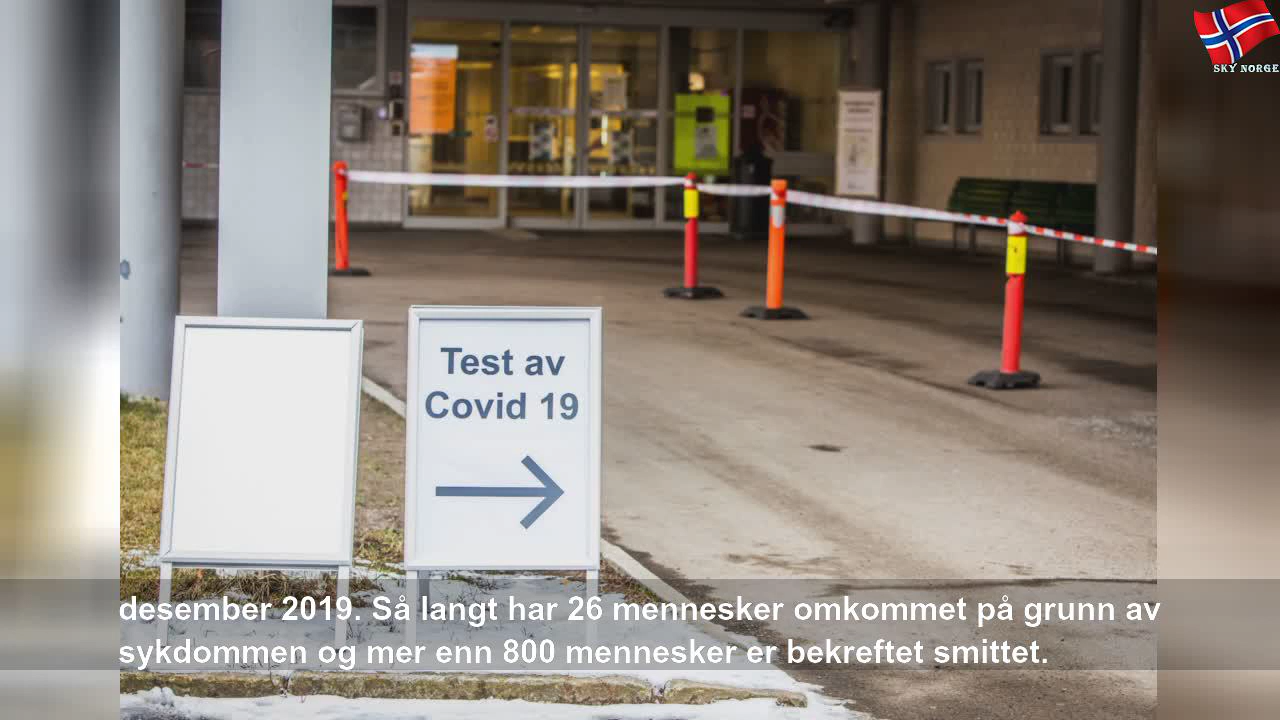 SKY NORGE
Test av
Covid 19
desember 2019. Så langt har 26 mennesker omkommet på grunn av
sykdommen og mer enn 800 mennesker er bekreftet smittet.